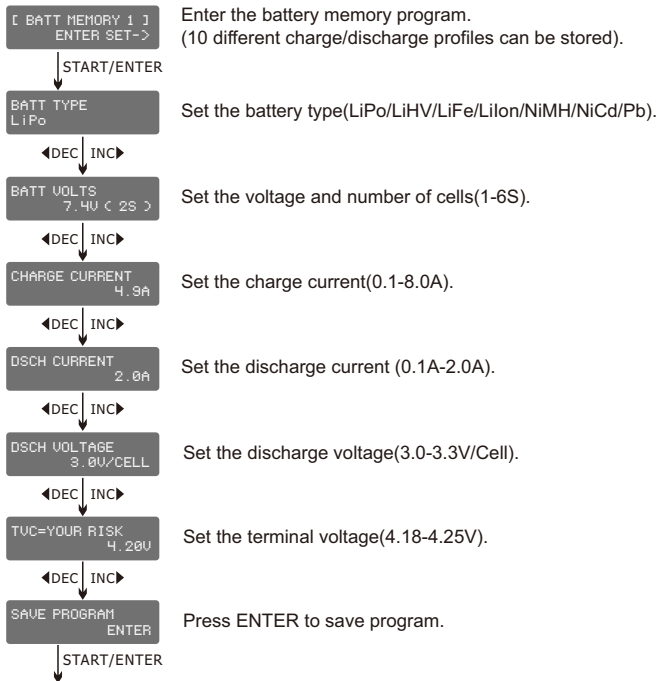 [ BATT MEMORY 1 ]
ENTER SET->
Enter the battery memory program.
(10 different charge/discharge profiles can be stored).
START/ENTER
BATT TYPE
LiPo
Set the battery type(LiPo/LiHV/LiFe/LiIon/NiMH/NiCd/Pb).
◀DEC INC▶
BATT VOLTS
7.4V ( 2S )
Set the voltage and number of cells(1-6S).
◀DEC INC▶
CHARGE CURRENT
4.9A
Set the charge current(0.1-8.0A).
◀DEC INC▶
DSCH CURRENT
2.0A
Set the discharge current (0.1A-2.0A).
◀DEC INC▶
DSCH VOLTAGE
3.0V/CELL
Set the discharge voltage(3.0-3.3V/Cell).
◀DEC INC▶
TVC=YOUR RISK
4.20V
Set the terminal voltage(4.18-4.25V).
◀DEC INC▶
SAVE PROGRAM
ENTER
Press ENTER to save program.
START/ENTER